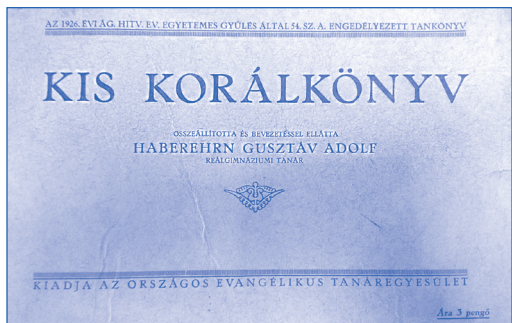 AZ 1926. ÉVI ÁG. HITV. EV. EGYETEMES GYŰLÉS ÁLTAL 54. SZ. A. ENGEDÉLYEZETT TANKÖNYV
KIS KORÁLKÖNYV
ÖSSZEÁLLÍTOTTA ÉS BEVEZETÉSSEL ELLÁTTA
HABEREHRN GUSZTÁV ADOLF
REÁLGIMNÁZIUMI TANÁR
KIADJA AZ ORSZÁGOS EVANGÉLIKUS TANÁREGYESÜLET
Ára 3 pengő